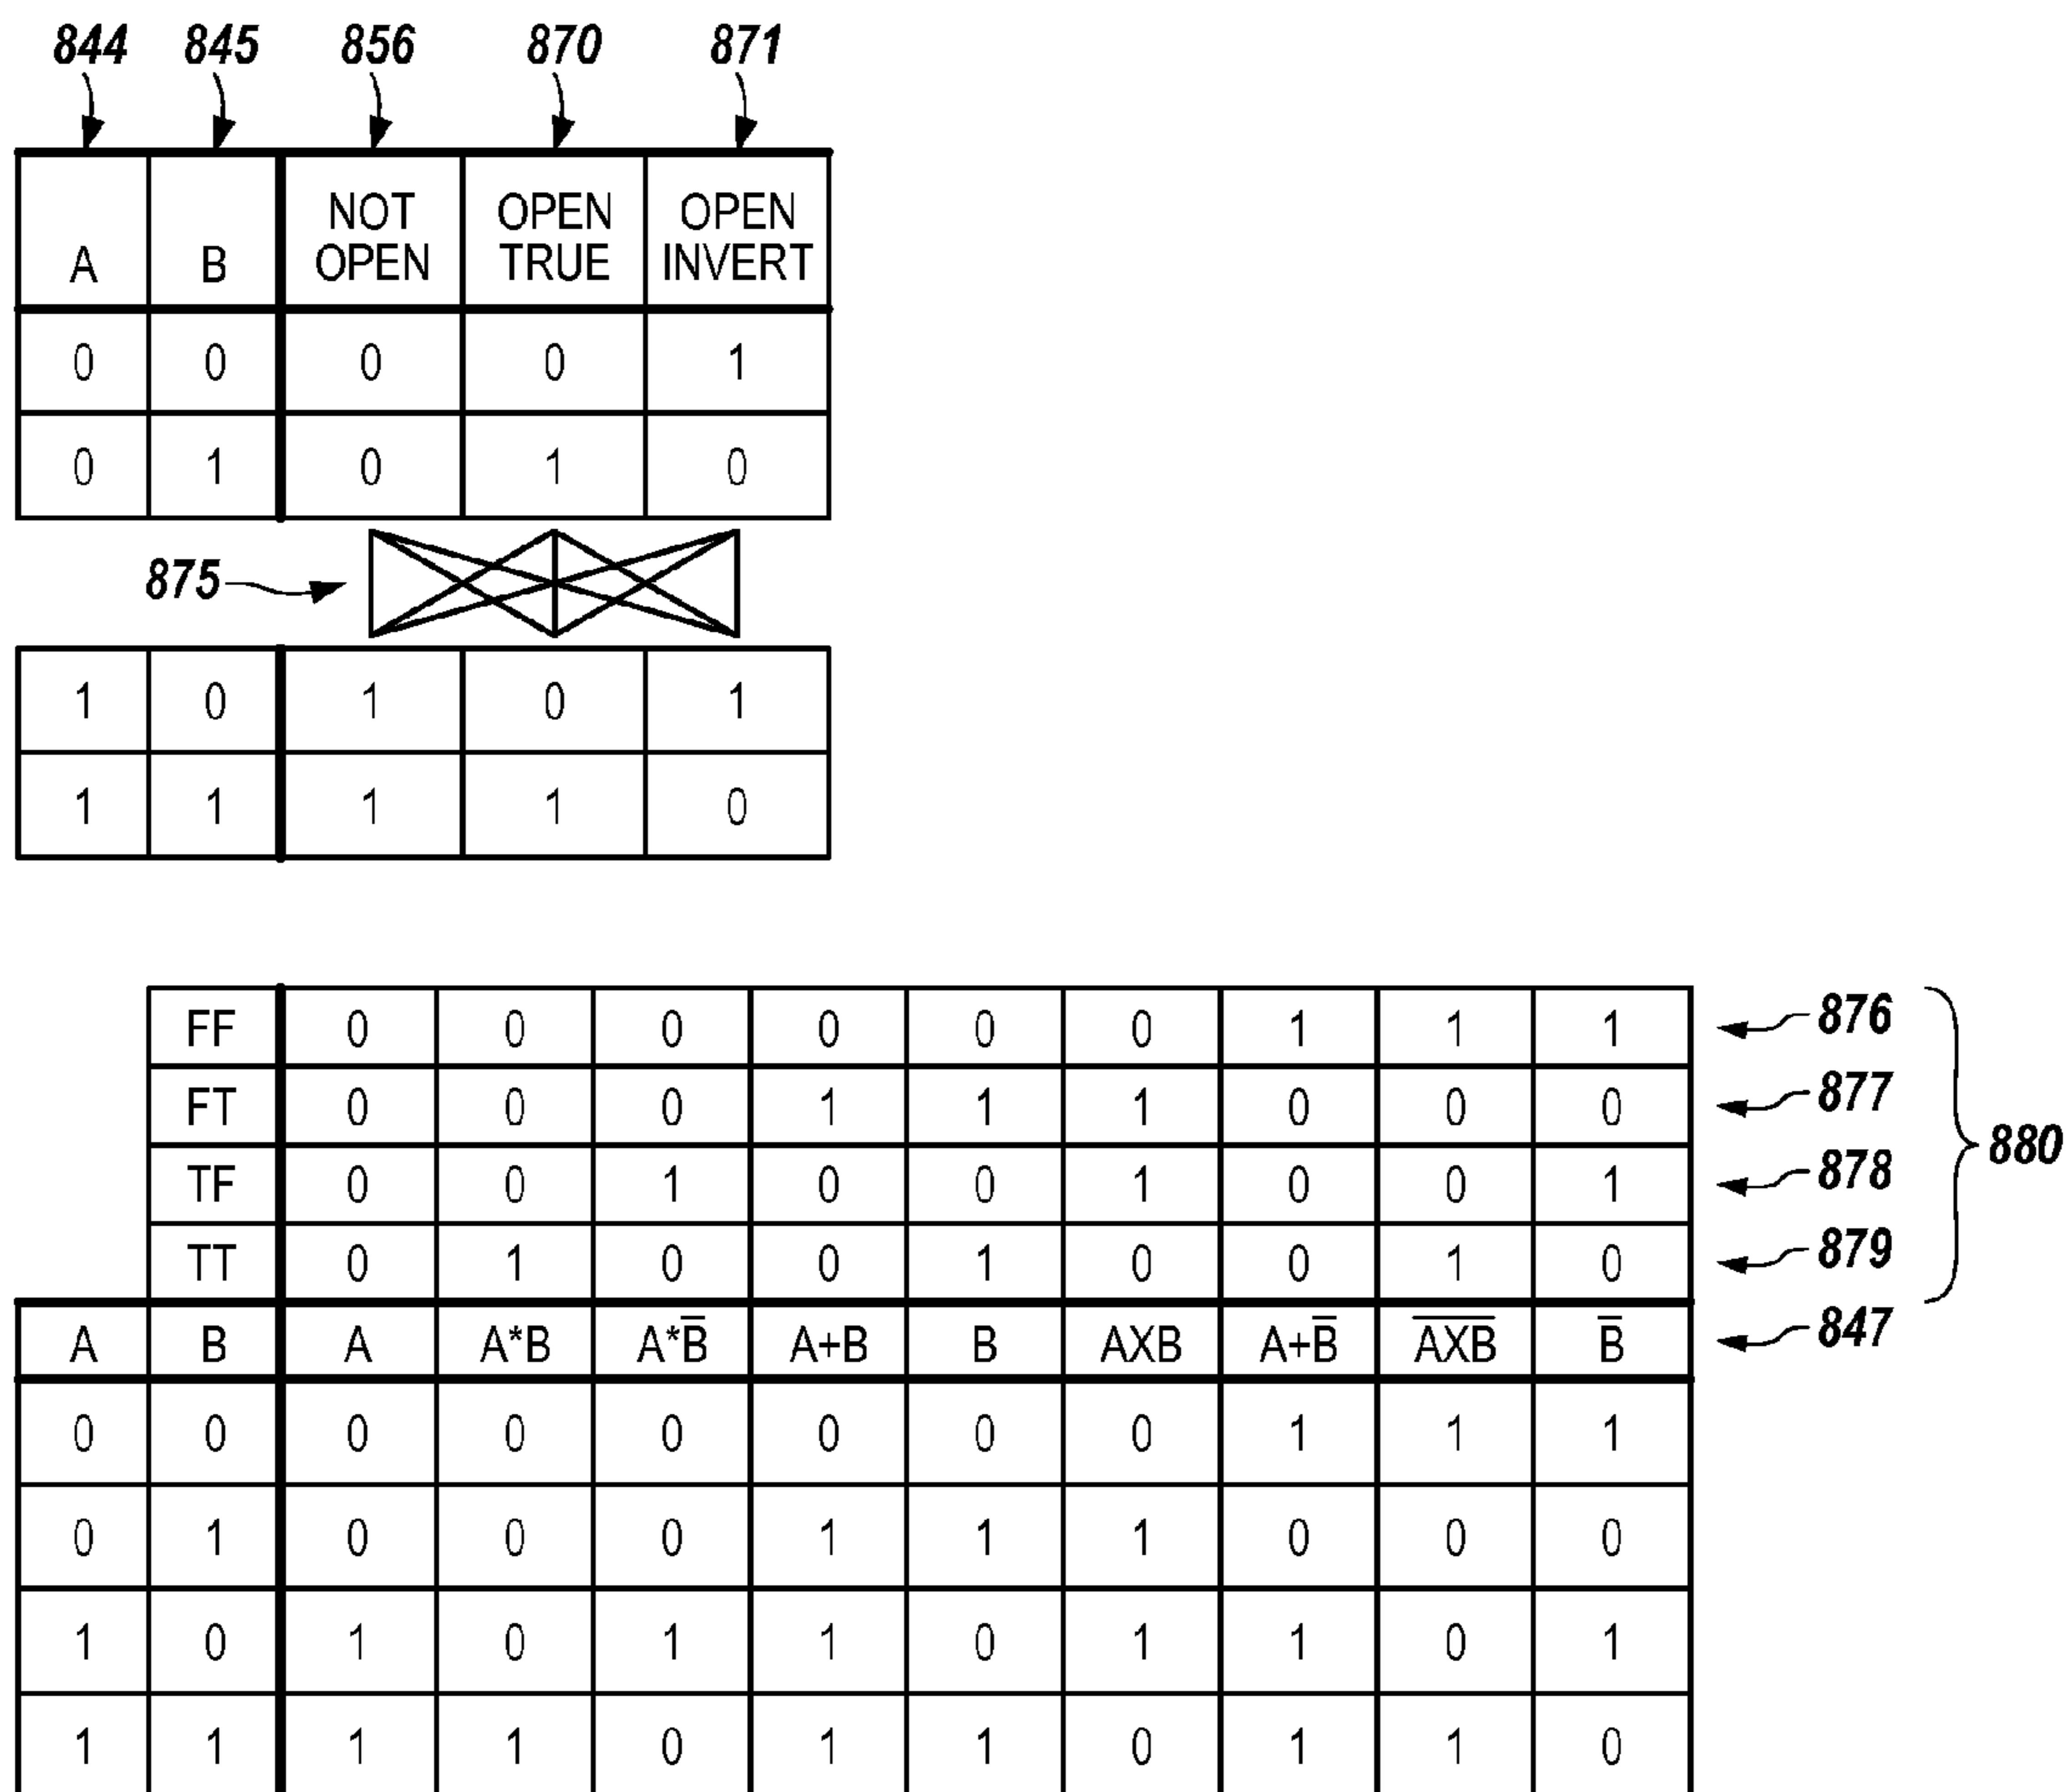 844 845 856 870 871
A B NOT OPEN OPEN TRUE OPEN INVERT
0 0 0 0 1
0 1 0 1 0
875
1 0 1 0 1
1 1 1 1 0
FF 0 0 0 0 0 0 1 1 1 876
FT 0 0 0 1 1 1 0 0 0 877
TF 0 0 1 0 0 1 0 0 1 878
TT 0 1 0 0 1 0 0 1 0 879
880
A B A A*B A*B̅ A+B B AXB A+B̅ A̅X̅B̅ B̅ 847
0 0 0 0 0 0 0 0 1 1 1
0 1 0 0 0 1 1 1 0 0 0
1 0 1 0 1 1 0 1 1 0 1
1 1 1 1 0 1 1 0 1 1 0